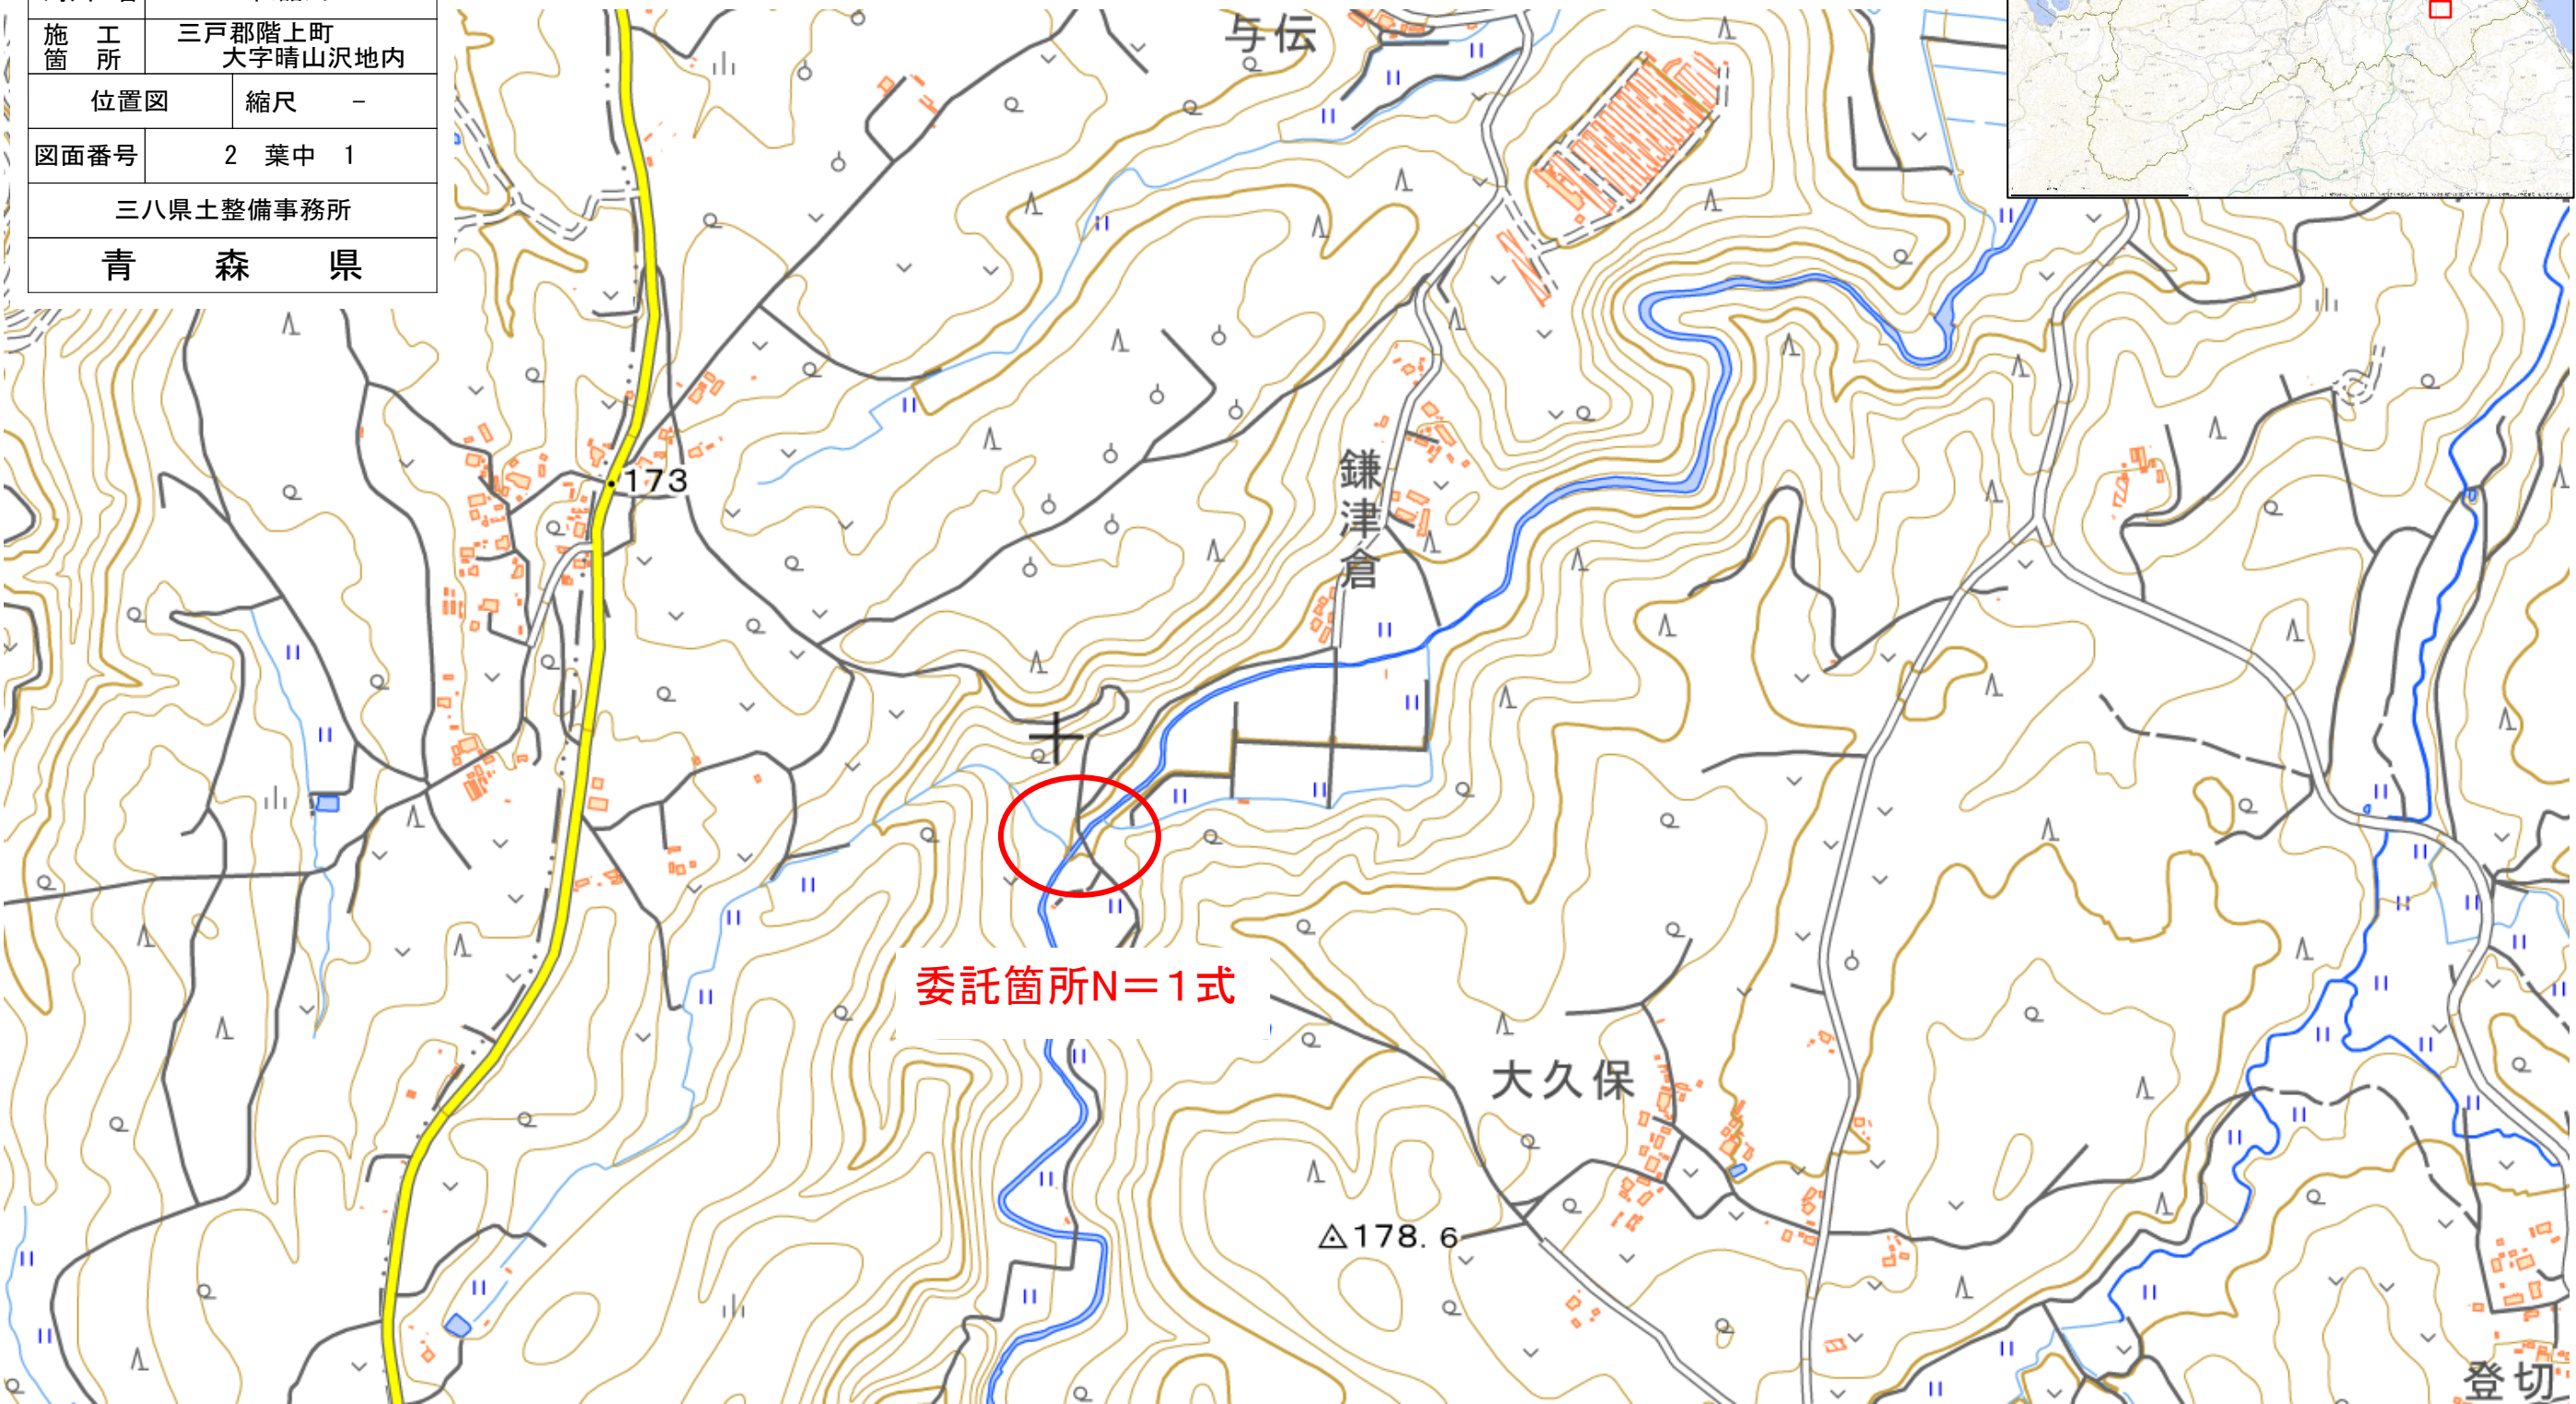 施工箇所
三戸郡階上町
大字晴山沢地内
位置図
縮尺 -
図面番号
2 葉中 1
三八県土整備事務所
青森県
与伝
173
鎌津倉
委託箇所N=1式
大久保
178.6
登切